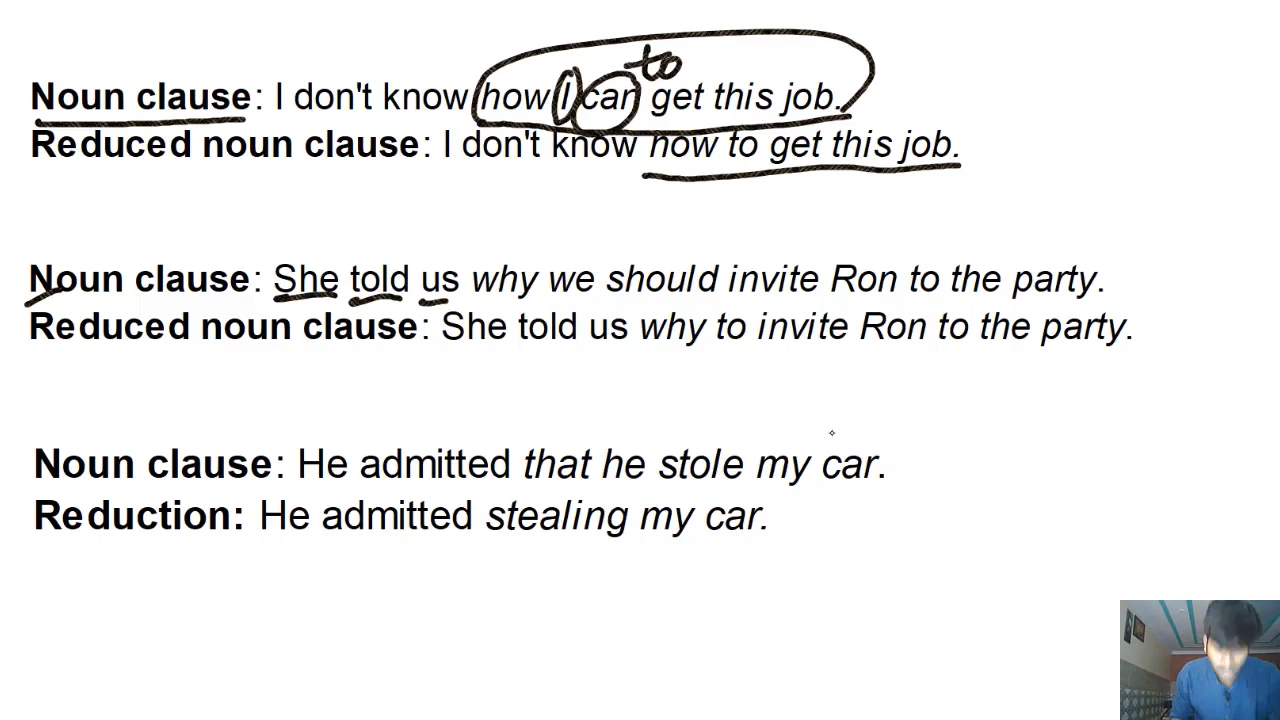 to
Noun clause: I don't know how I can get this job.
Reduced noun clause: I don't know how to get this job.
Noun clause: She told us why we should invite Ron to the party.
Reduced noun clause: She told us why to invite Ron to the party.
Noun clause: He admitted that he stole my car.
Reduction: He admitted stealing my car.